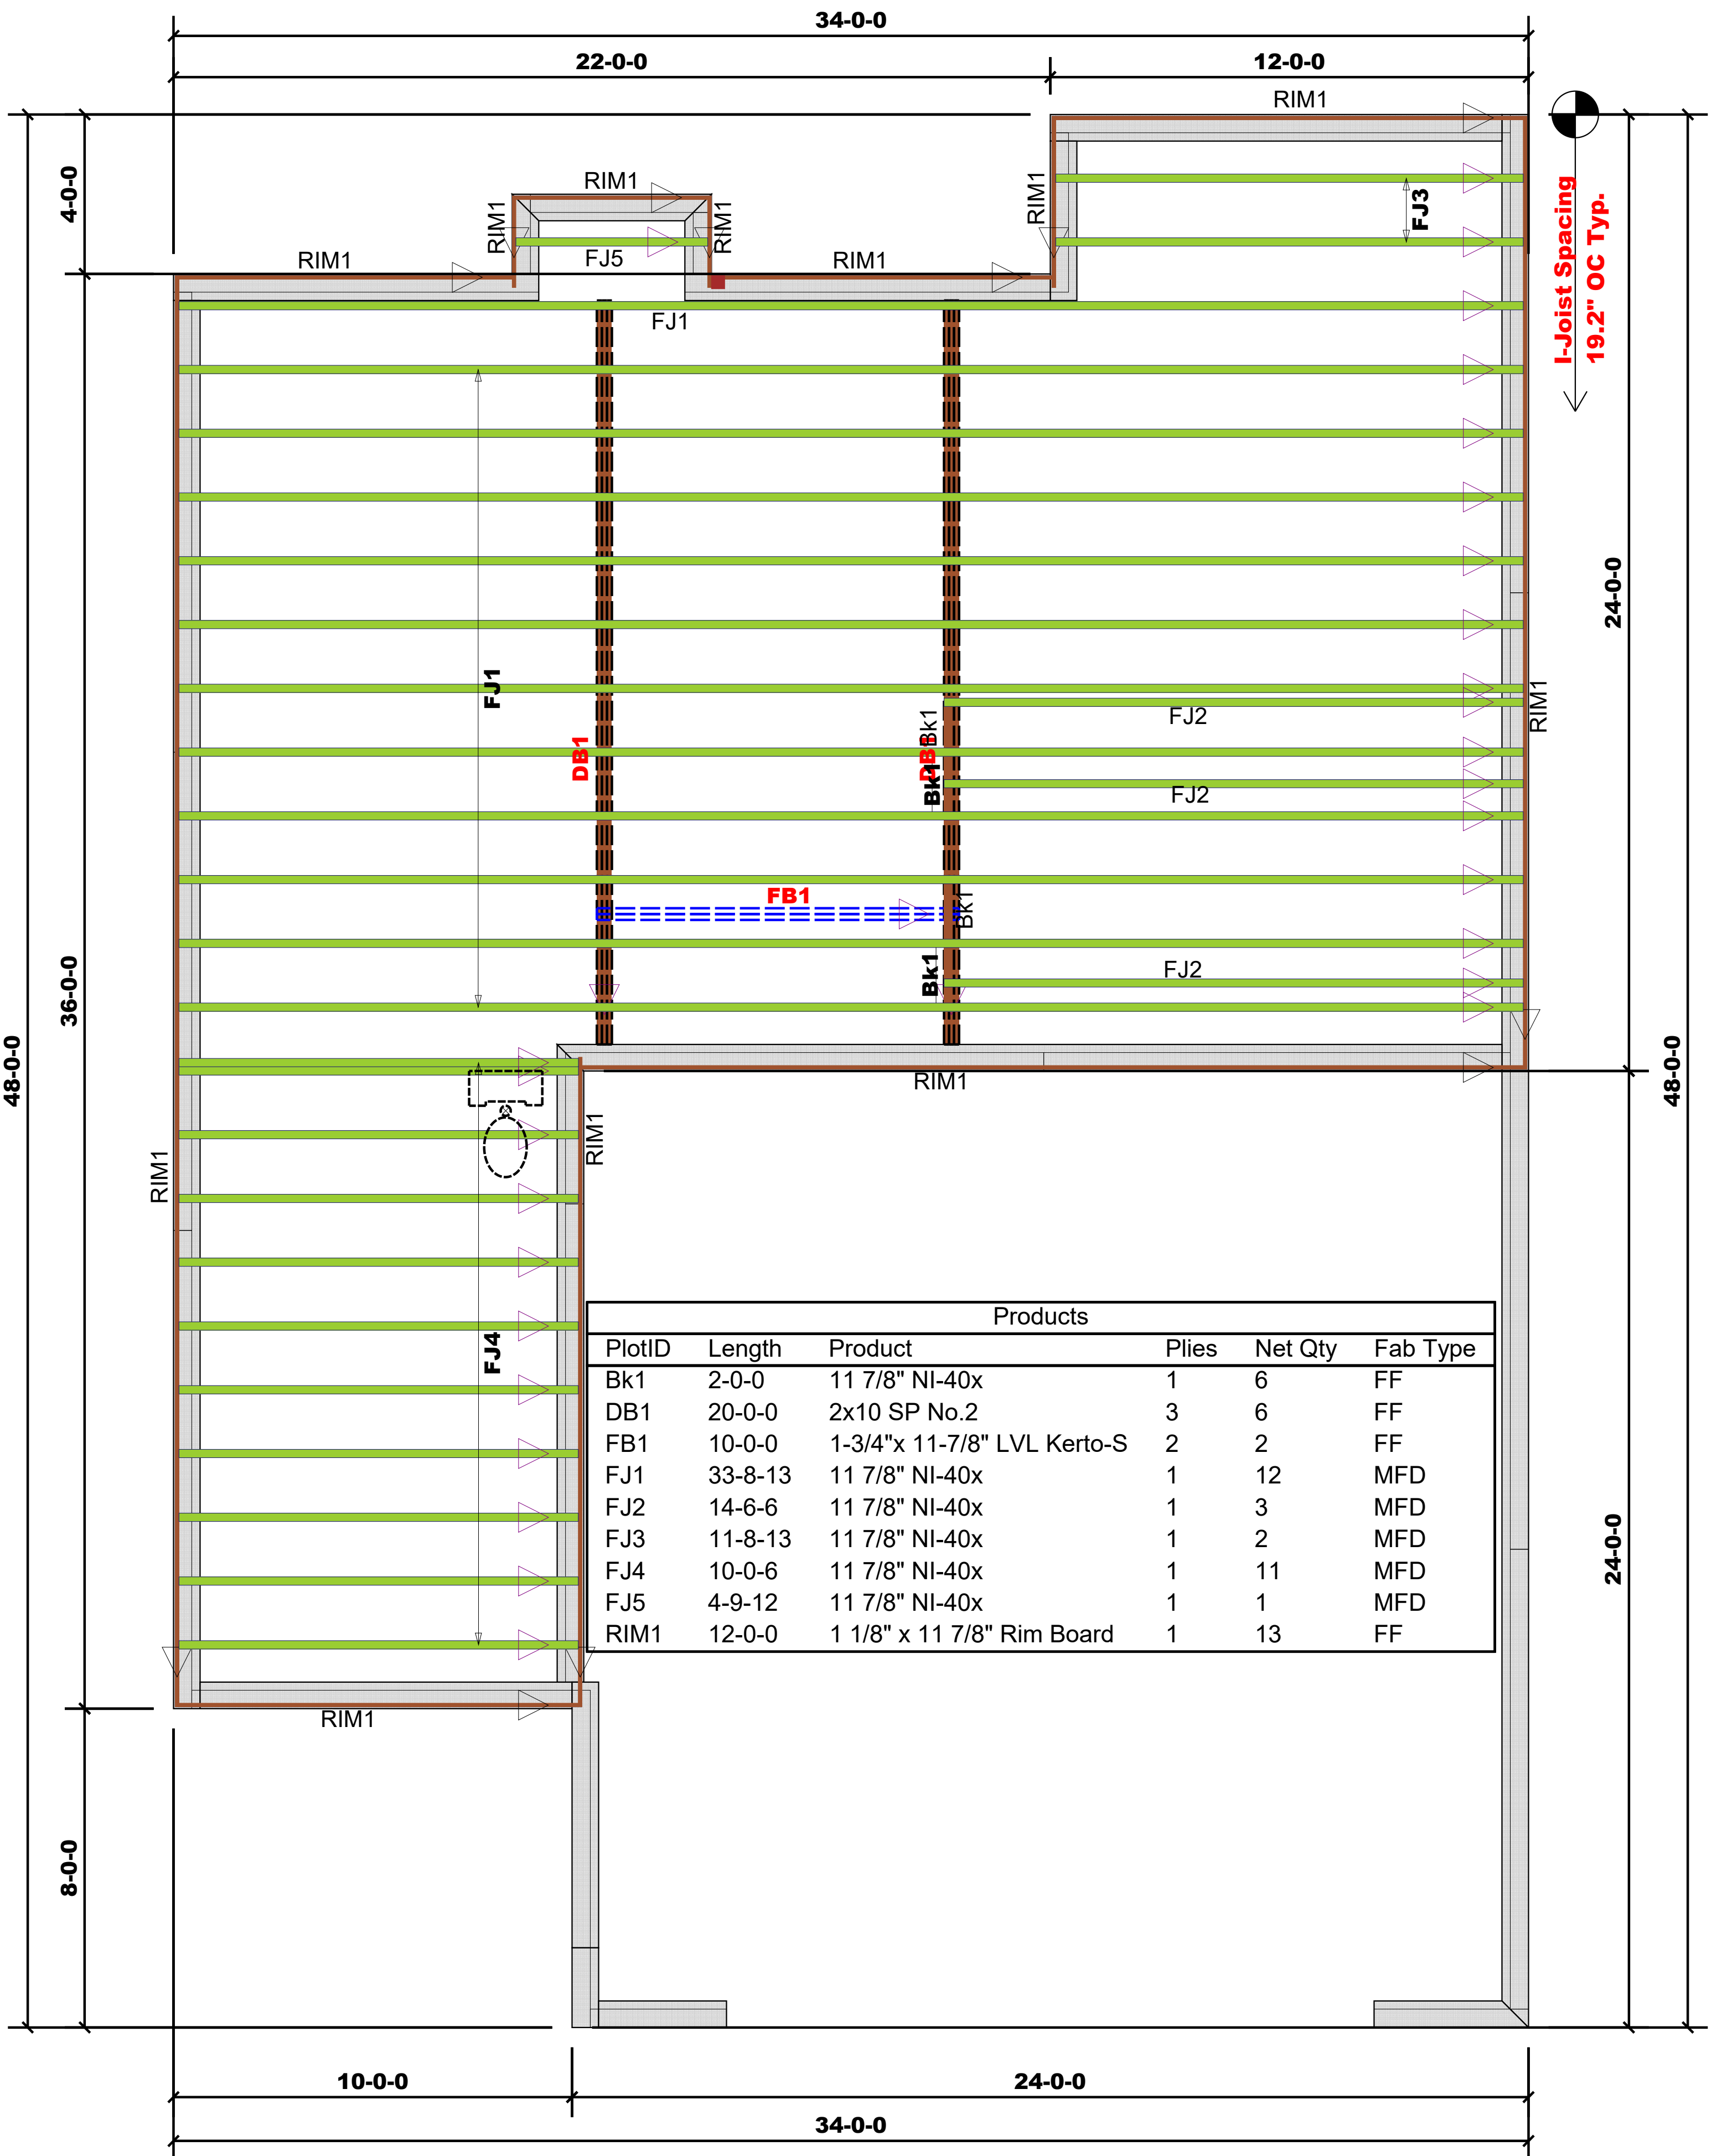 34-0-0
22-0-0
12-0-0
RIM1
4-0-0
RIM1
RIM1
RIM1
RIM1
FJ3
I-Joist Spacing
19.2" OC Typ.
RIM1
FJ5
RIM1
FJ1
24-0-0
FJ1
RIM1
FJ2
Bk1
DB1
DB1
Bk1
FJ2
FB1
Bk1
Bk1
FJ2
36-0-0
48-0-0
48-0-0
RIM1
RIM1
RIM1
FJ4
Products
PlotID Length Product Plies Net Qty Fab Type
Bk1 2-0-0 11 7/8" NI-40x 1 6 FF
DB1 20-0-0 2x10 SP No.2 3 6 FF
FB1 10-0-0 1-3/4"x 11-7/8" LVL Kerto-S 2 2 FF
FJ1 33-8-13 11 7/8" NI-40x 1 12 MFD
FJ2 14-6-6 11 7/8" NI-40x 1 3 MFD
FJ3 11-8-13 11 7/8" NI-40x 1 2 MFD
FJ4 10-0-6 11 7/8" NI-40x 1 11 MFD
FJ5 4-9-12 11 7/8" NI-40x 1 1 MFD
RIM1 12-0-0 1 1/8" x 11 7/8" Rim Board 1 13 FF
24-0-0
RIM1
8-0-0
10-0-0
24-0-0
34-0-0